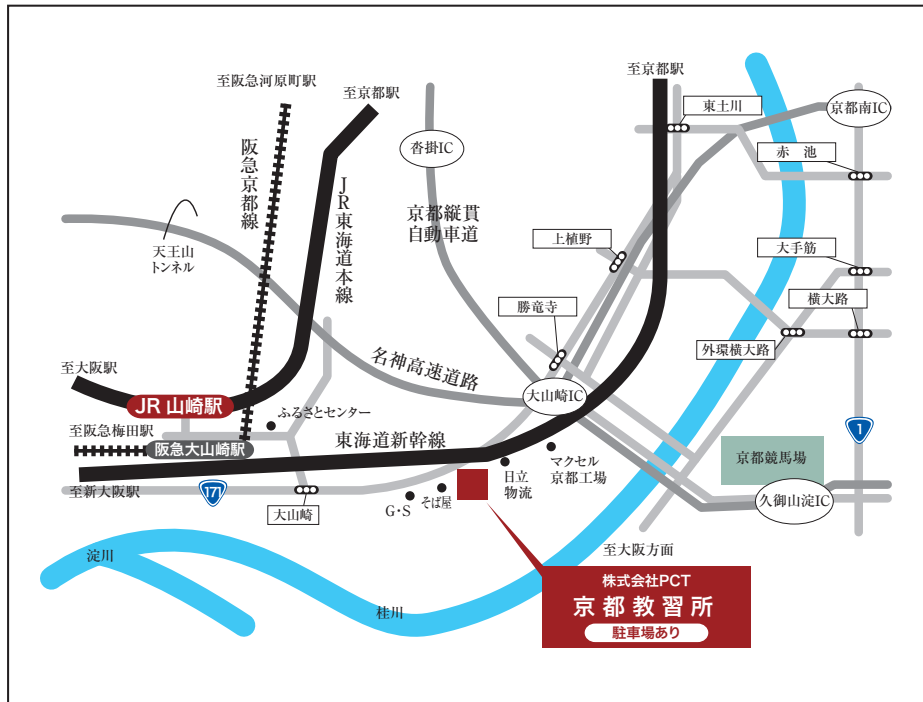 至阪急河原町駅
至京都駅
至京都駅
東土川
京都南IC
阪急京都線
JR東海道本線
沓掛IC
赤 池
京都縦貫
自動車道
天王山
トンネル
上植野
大手筋
勝竜寺
横大路
外環横大路
至大阪駅
名神高速道路
大山崎IC
JR 山崎駅
ふるさとセンター
至阪急梅田駅
阪急大山崎駅
東海道新幹線
1
マクセル
京都工場
京都競馬場
日立
物流
至新大阪駅
171
大山崎
G・S
そば屋
久御山淀IC
至大阪方面
淀川
桂川
株式会社PCT
京都教習所
駐車場あり